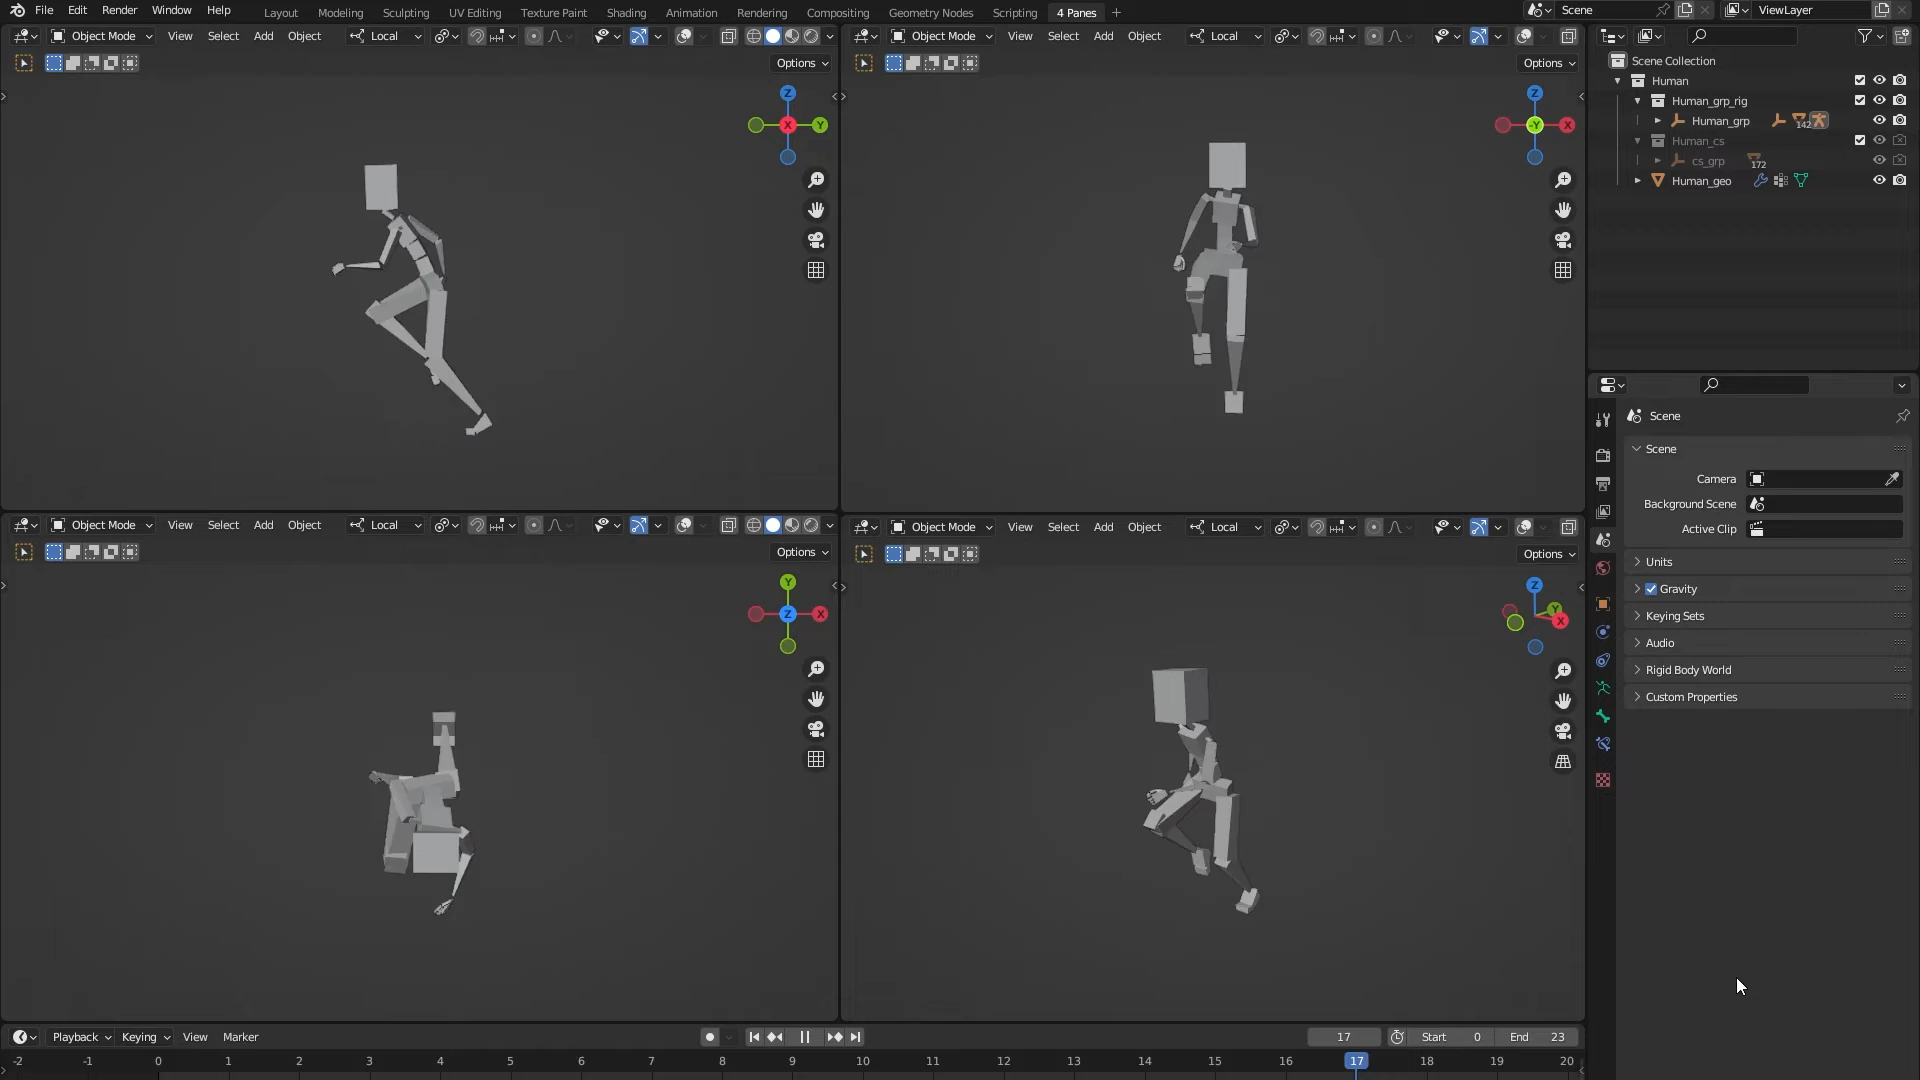 File Edit Render Window Help Layout Modeling Sculpting UV Editing Texture Paint Shading Animation Rendering Compositing Geometry Nodes Scripting 4 Panes + Scene ViewLayer
Object Mode View Select Add Object Local
Options
Z
X Y
Object Mode View Select Add Object Local
Options
Z
-Y X
Object Mode View Select Add Object Local
Options
Y
Z X
Object Mode View Select Add Object Local
Options
Z
Y
X
Scene Collection
Human
Human_grp_rig
Human_grp 142
Human_cs
cs_grp 172
Human_geo
Scene
Scene
Camera
Background Scene
Active Clip
Units
Gravity
Keying Sets
Audio
Rigid Body World
Custom Properties
Playback Keying View Marker 17 Start 0 End 23
-2 -1 0 1 2 3 4 5 6 7 8 9 10 11 12 13 14 15 16 17 18 19 20